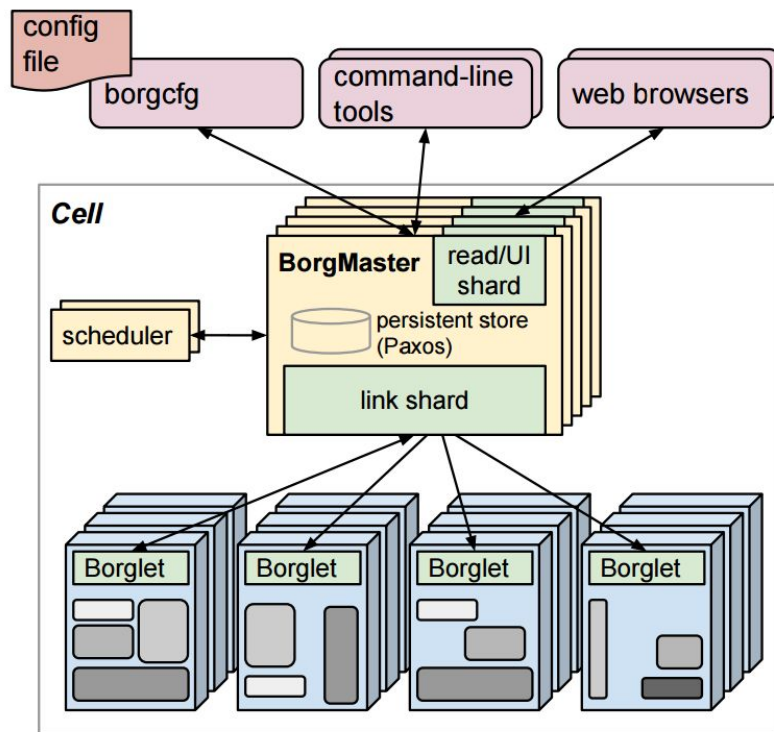 config
file
borgcfg
command-line
tools
web browsers
Cell
BorgMaster
read/UI
shard
persistent store
(Paxos)
scheduler
link shard
Borglet
Borglet
Borglet
Borglet